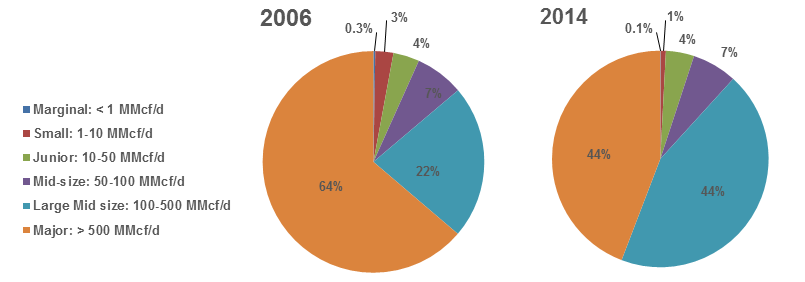 2006
0.3%
3%
4%
7%
22%
64%
2014
0.1%
1%
4%
7%
44%
44%
Marginal: < 1 MMcf/d
Small: 1-10 MMcf/d
Junior: 10-50 MMcf/d
Mid-size: 50-100 MMcf/d
Large Mid size: 100-500 MMcf/d
Major: > 500 MMcf/d